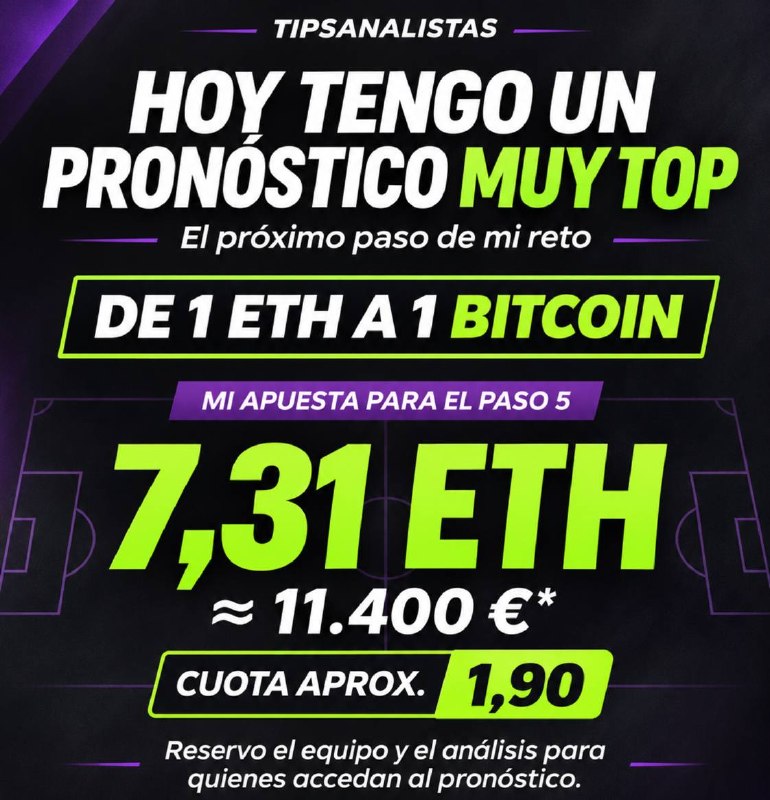 TIPSANALISTAS
HOY TENGO UN
PRONÓSTICO MUY TOP
El próximo paso de mi reto
DE 1 ETH A 1 BITCOIN
MI APUESTA PARA EL PASO 5
7,31 ETH
≈ 11.400 €*
CUOTA APROX. 1,90
Reservo el equipo y el análisis para
quienes accedan al pronóstico.